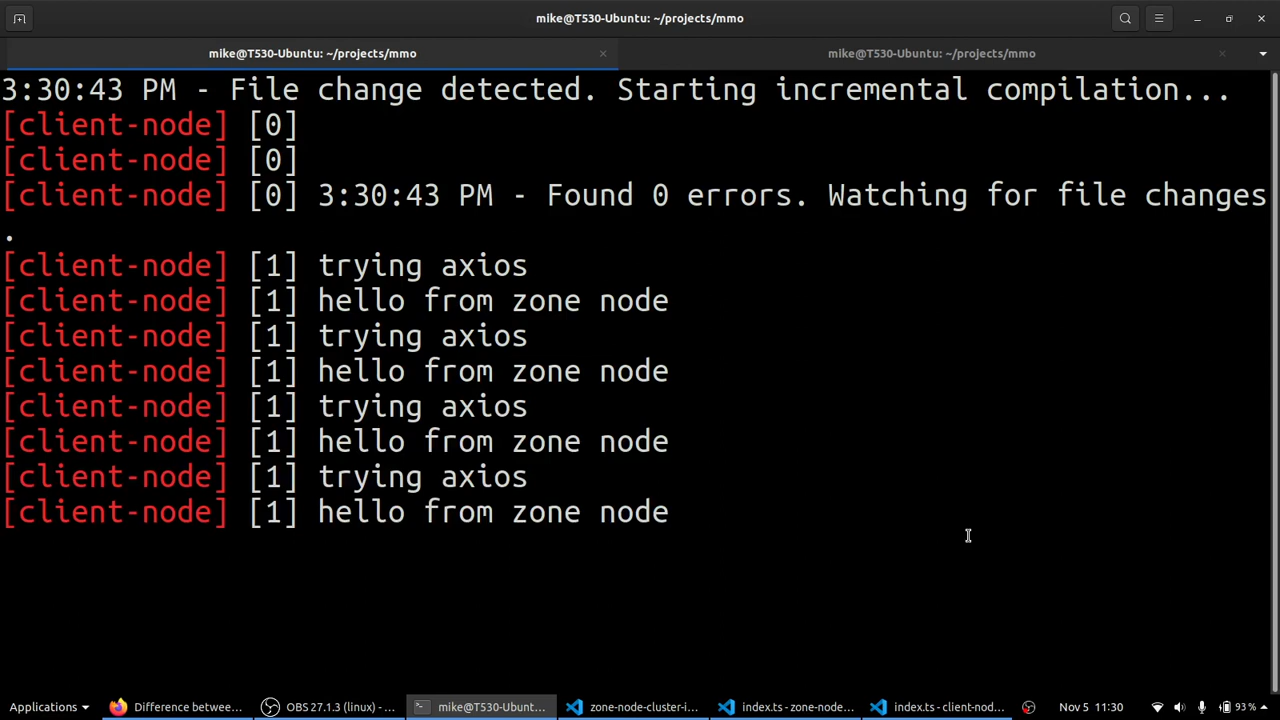 mike@T530-Ubuntu: ~/projects/mmo
mike@T530-Ubuntu: ~/projects/mmo
mike@T530-Ubuntu: ~/projects/mmo
3:30:43 PM - File change detected. Starting incremental compilation...
[client-node] [0]
[client-node] [0]
[client-node] [0] 3:30:43 PM - Found 0 errors. Watching for file changes
.
[client-node] [1] trying axios
[client-node] [1] hello from zone node
[client-node] [1] trying axios
[client-node] [1] hello from zone node
[client-node] [1] trying axios
[client-node] [1] hello from zone node
[client-node] [1] trying axios
[client-node] [1] hello from zone node
Applications
Difference betwee...
OBS 27.1.3 (linux) - ...
mike@T530-Ubunt...
zone-node-cluster-i...
index.ts - zone-node...
index.ts - client-nod...
Nov 5 11:30
93 %